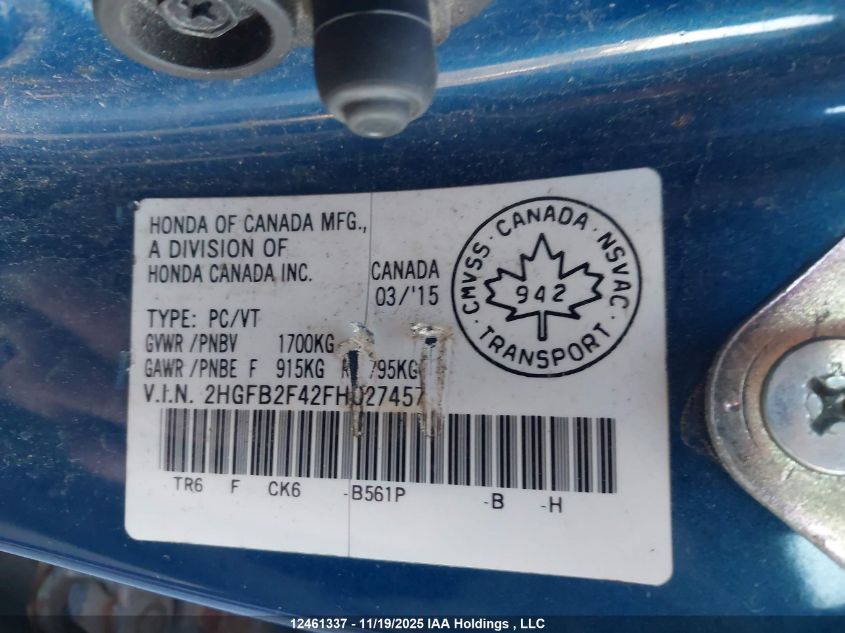 HONDA OF CANADA MFG.,
A DIVISION OF
HONDA CANADA INC.
CANADA
03/'15
TYPE: PC/VT
GVWR /PNBV 1700KG
GAWR /PNBE F 915KG 795KG
V.I.N.
TR6 F CK6 -B561P -B -H
CMVSS · CANADA · NSVAC · TRANSPORT ·
942
12461337 - 11/19/2025 IAA Holdings , LLC